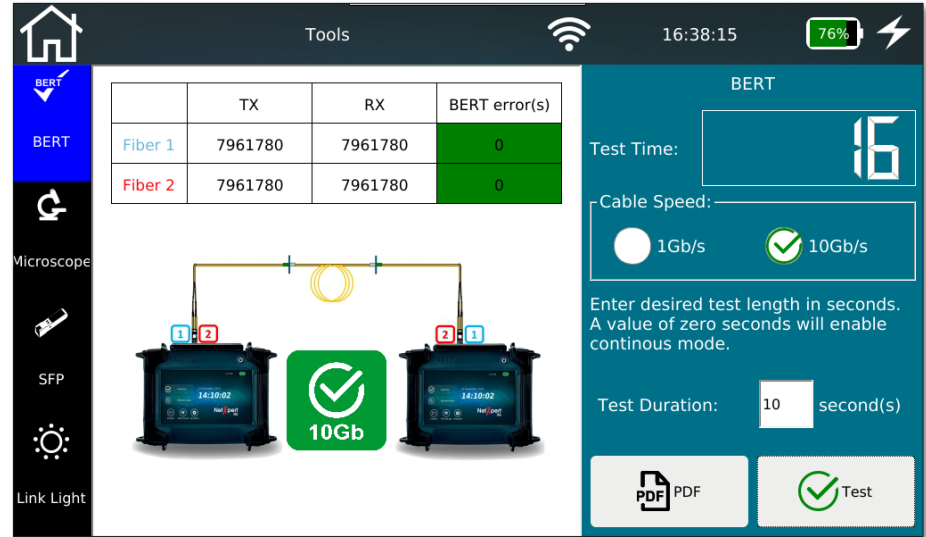 Tools
16:38:15
76%
BERT
BERT
Microscope
SFP
Link Light
TX RX BERT error(s)
Fiber 1 7961780 7961780 0
Fiber 2 7961780 7961780 0
1 2
2 1
14:10:02
NetXpert
14:10:02
NetXpert
10Gb
BERT
Test Time: 16
Cable Speed:
1Gb/s 10Gb/s
Enter desired test length in seconds.
A value of zero seconds will enable
continous mode.
Test Duration: 10 second(s)
PDF PDF
Test